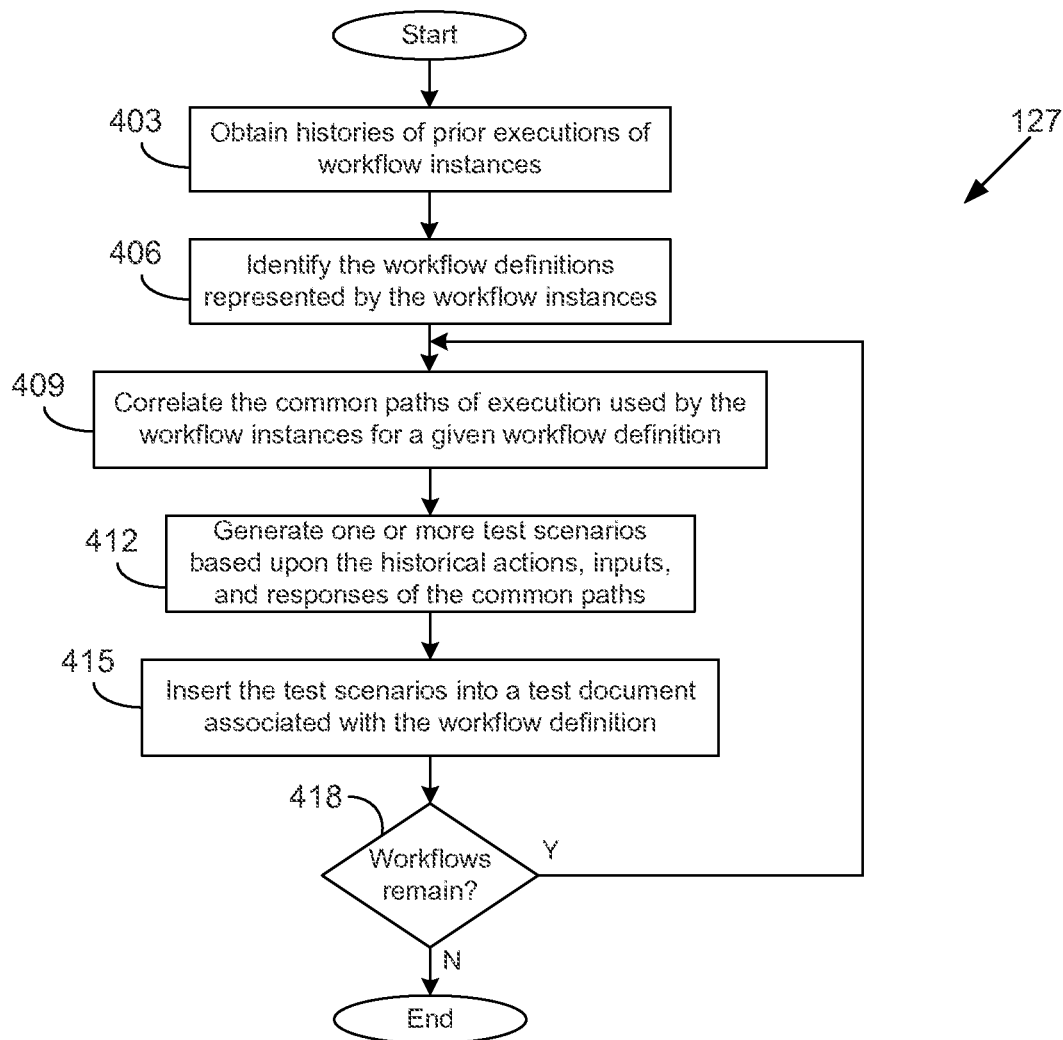 Start
403
Obtain histories of prior executions of
workflow instances
127
406
Identify the workflow definitions
represented by the workflow instances
409
Correlate the common paths of execution used by the
workflow instances for a given workflow definition
412
Generate one or more test scenarios
based upon the historical actions, inputs,
and responses of the common paths
415
Insert the test scenarios into a test document
associated with the workflow definition
418
Workflows
remain?
Y
N
End